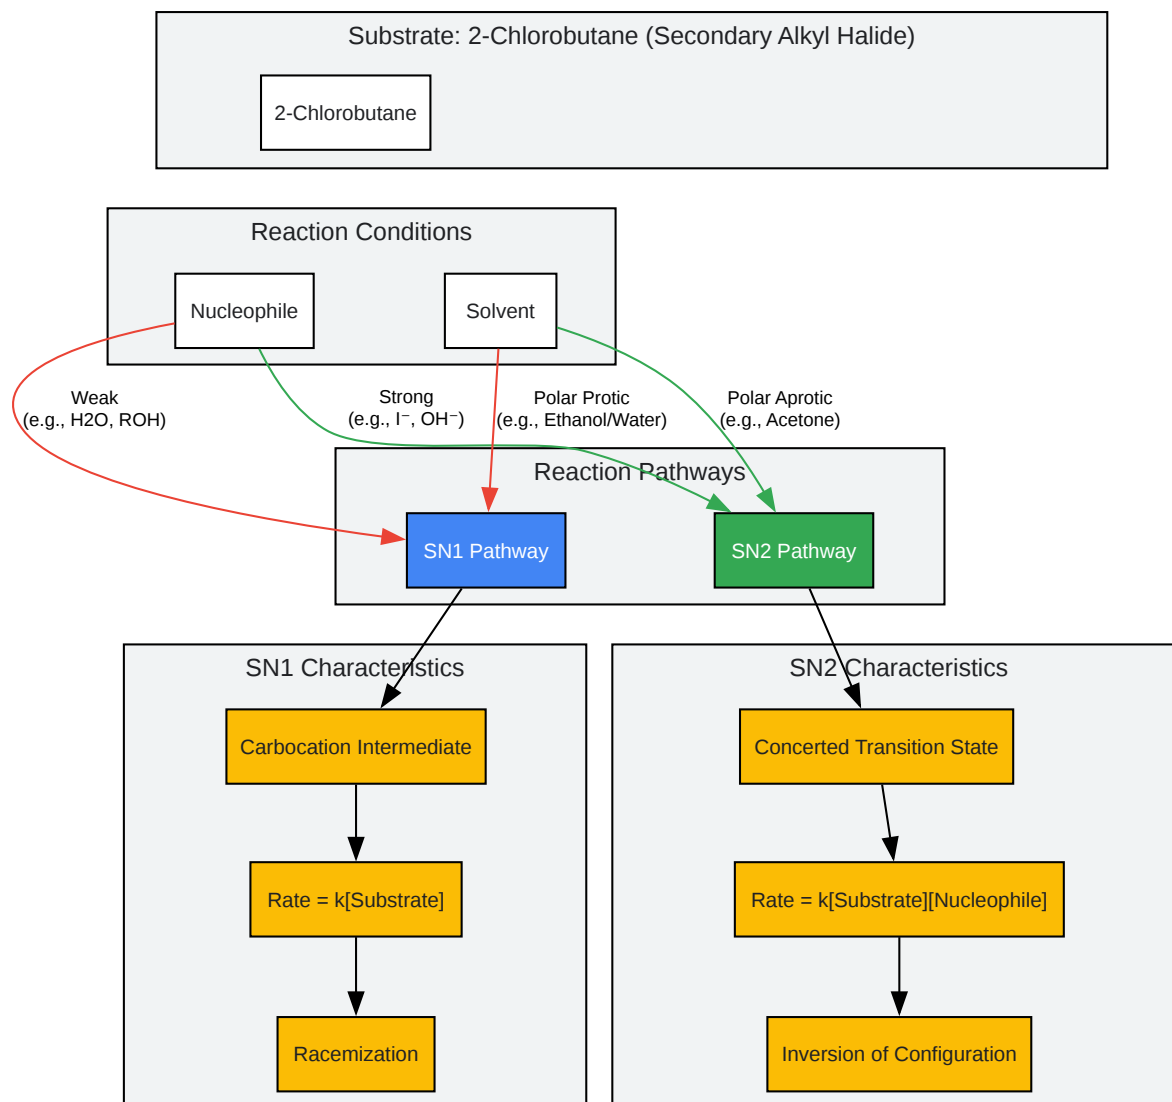 Substrate: 2-Chlorobutane (Secondary Alkyl Halide)
2-Chlorobutane
Reaction Conditions
Nucleophile
Solvent
Weak
(e.g., H2O, ROH)
Strong
(e.g., I⁻, OH⁻)
Polar Protic
(e.g., Ethanol/Water)
Polar Aprotic
(e.g., Acetone)
Reaction Pathways
SN1 Pathway
SN2 Pathway
SN1 Characteristics
SN2 Characteristics
Carbocation Intermediate
Concerted Transition State
Rate = k[Substrate]
Rate = k[Substrate][Nucleophile]
Racemization
Inversion of Configuration